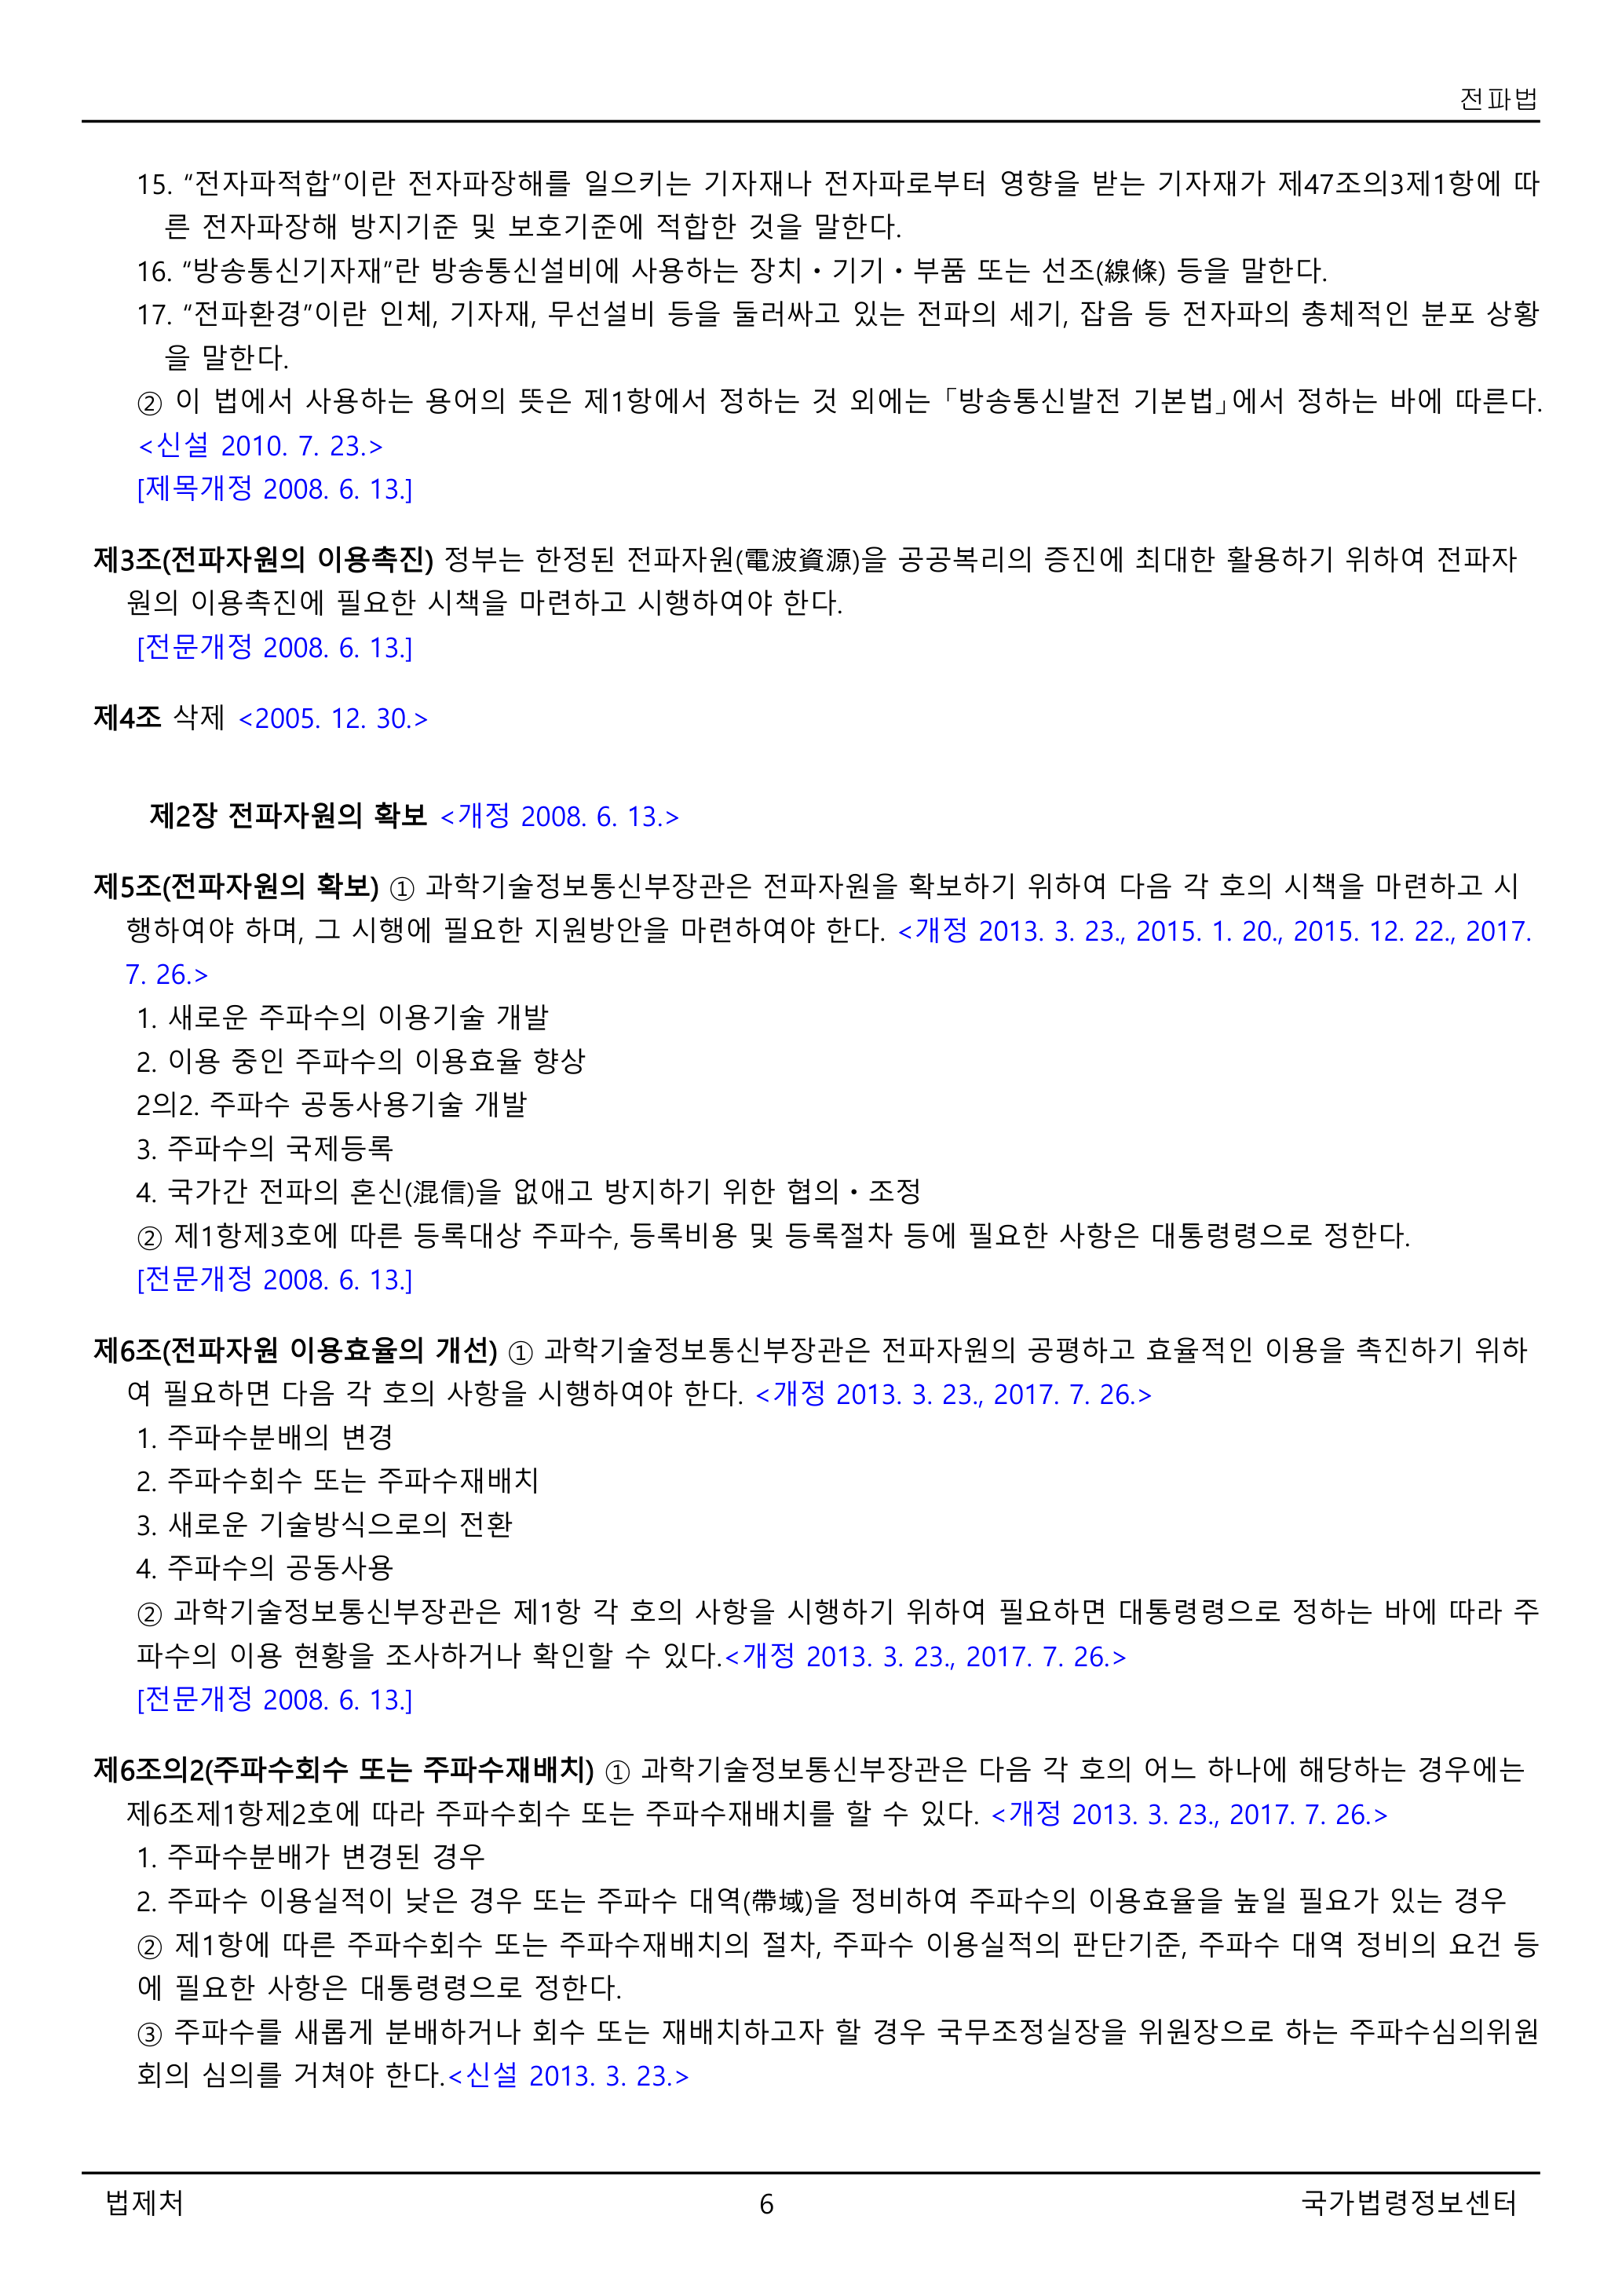 전파법
15. “전자파적합”이란 전자파장해를 일으키는 기자재나 전자파로부터 영향을 받는 기자재가 제47조의3제1항에 따
른 전자파장해 방지기준 및 보호기준에 적합한 것을 말한다.
16. “방송통신기자재”란 방송통신설비에 사용하는 장치ㆍ기기ㆍ부품 또는 선조(線條) 등을 말한다.
17. “전파환경”이란 인체, 기자재, 무선설비 등을 둘러싸고 있는 전파의 세기, 잡음 등 전자파의 총체적인 분포 상황
을 말한다.
② 이 법에서 사용하는 용어의 뜻은 제1항에서 정하는 것 외에는 「방송통신발전 기본법」에서 정하는 바에 따른다.
<신설 2010. 7. 23.>
[제목개정 2008. 6. 13.]
제3조(전파자원의 이용촉진) 정부는 한정된 전파자원(電波資源)을 공공복리의 증진에 최대한 활용하기 위하여 전파자
원의 이용촉진에 필요한 시책을 마련하고 시행하여야 한다.
[전문개정 2008. 6. 13.]
제4조 삭제 <2005. 12. 30.>
제2장 전파자원의 확보 <개정 2008. 6. 13.>
제5조(전파자원의 확보) ① 과학기술정보통신부장관은 전파자원을 확보하기 위하여 다음 각 호의 시책을 마련하고 시
행하여야 하며, 그 시행에 필요한 지원방안을 마련하여야 한다. <개정 2013. 3. 23., 2015. 1. 20., 2015. 12. 22., 2017.
7. 26.>
1. 새로운 주파수의 이용기술 개발
2. 이용 중인 주파수의 이용효율 향상
2의2. 주파수 공동사용기술 개발
3. 주파수의 국제등록
4. 국가간 전파의 혼신(混信)을 없애고 방지하기 위한 협의ㆍ조정
② 제1항제3호에 따른 등록대상 주파수, 등록비용 및 등록절차 등에 필요한 사항은 대통령령으로 정한다.
[전문개정 2008. 6. 13.]
제6조(전파자원 이용효율의 개선) ① 과학기술정보통신부장관은 전파자원의 공평하고 효율적인 이용을 촉진하기 위하
여 필요하면 다음 각 호의 사항을 시행하여야 한다. <개정 2013. 3. 23., 2017. 7. 26.>
1. 주파수분배의 변경
2. 주파수회수 또는 주파수재배치
3. 새로운 기술방식으로의 전환
4. 주파수의 공동사용
② 과학기술정보통신부장관은 제1항 각 호의 사항을 시행하기 위하여 필요하면 대통령령으로 정하는 바에 따라 주
파수의 이용 현황을 조사하거나 확인할 수 있다.<개정 2013. 3. 23., 2017. 7. 26.>
[전문개정 2008. 6. 13.]
제6조의2(주파수회수 또는 주파수재배치) ① 과학기술정보통신부장관은 다음 각 호의 어느 하나에 해당하는 경우에는
제6조제1항제2호에 따라 주파수회수 또는 주파수재배치를 할 수 있다. <개정 2013. 3. 23., 2017. 7. 26.>
1. 주파수분배가 변경된 경우
2. 주파수 이용실적이 낮은 경우 또는 주파수 대역(帶域)을 정비하여 주파수의 이용효율을 높일 필요가 있는 경우
② 제1항에 따른 주파수회수 또는 주파수재배치의 절차, 주파수 이용실적의 판단기준, 주파수 대역 정비의 요건 등
에 필요한 사항은 대통령령으로 정한다.
③ 주파수를 새롭게 분배하거나 회수 또는 재배치하고자 할 경우 국무조정실장을 위원장으로 하는 주파수심의위원
회의 심의를 거쳐야 한다.<신설 2013. 3. 23.>
법제처 6 국가법령정보센터